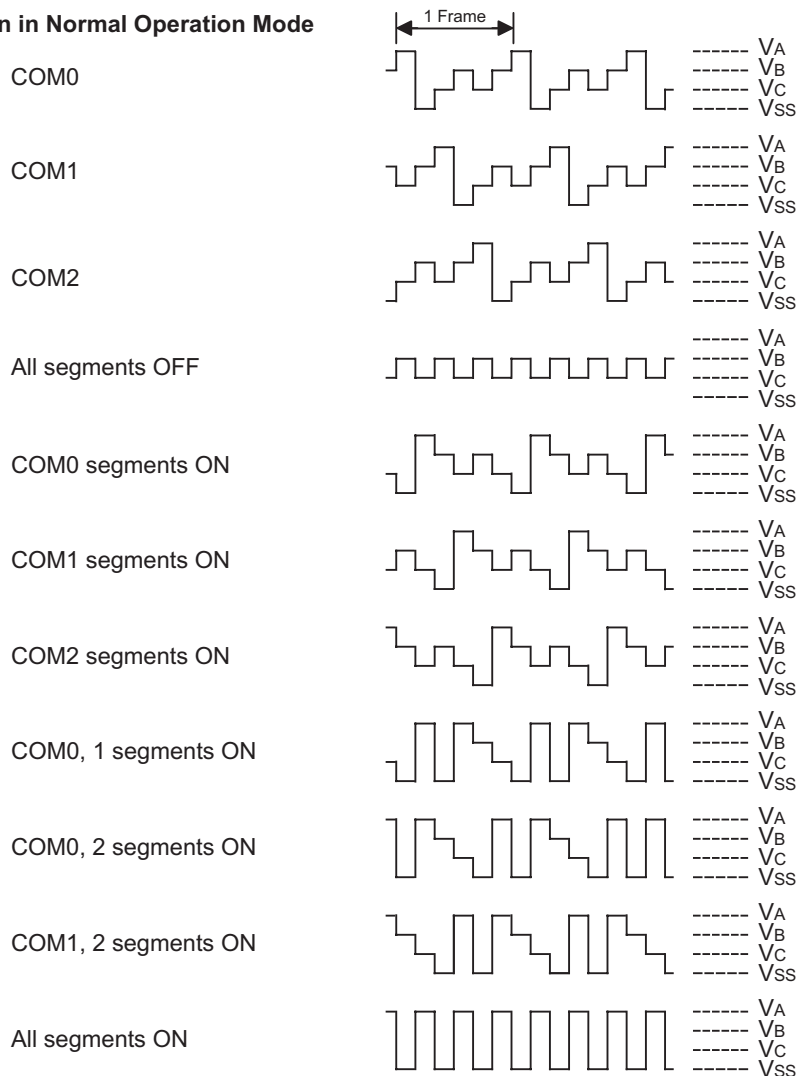 n in Normal Operation Mode
1 Frame
COM0
VA
VB
VC
VSS
COM1
VA
VB
VC
VSS
COM2
VA
VB
VC
VSS
All segments OFF
VA
VB
VC
VSS
COM0 segments ON
VA
VB
VC
VSS
COM1 segments ON
VA
VB
VC
VSS
COM2 segments ON
VA
VB
VC
VSS
COM0, 1 segments ON
VA
VB
VC
VSS
COM0, 2 segments ON
VA
VB
VC
VSS
COM1, 2 segments ON
VA
VB
VC
VSS
All segments ON
VA
VB
VC
VSS